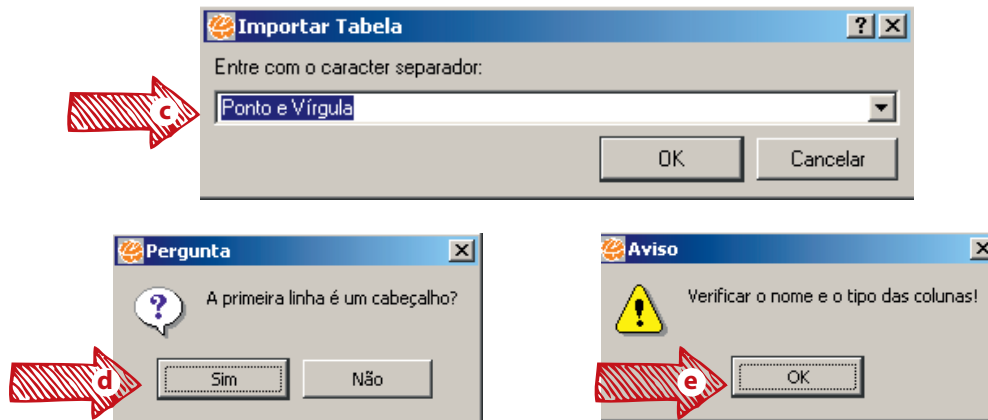 Importar Tabela
Entre com o caracter separador:
c
Ponto e Vírgula
OK Cancelar
Pergunta
A primeira linha é um cabeçalho?
d
Sim Não
Aviso
Verificar o nome e o tipo das colunas!
e
OK